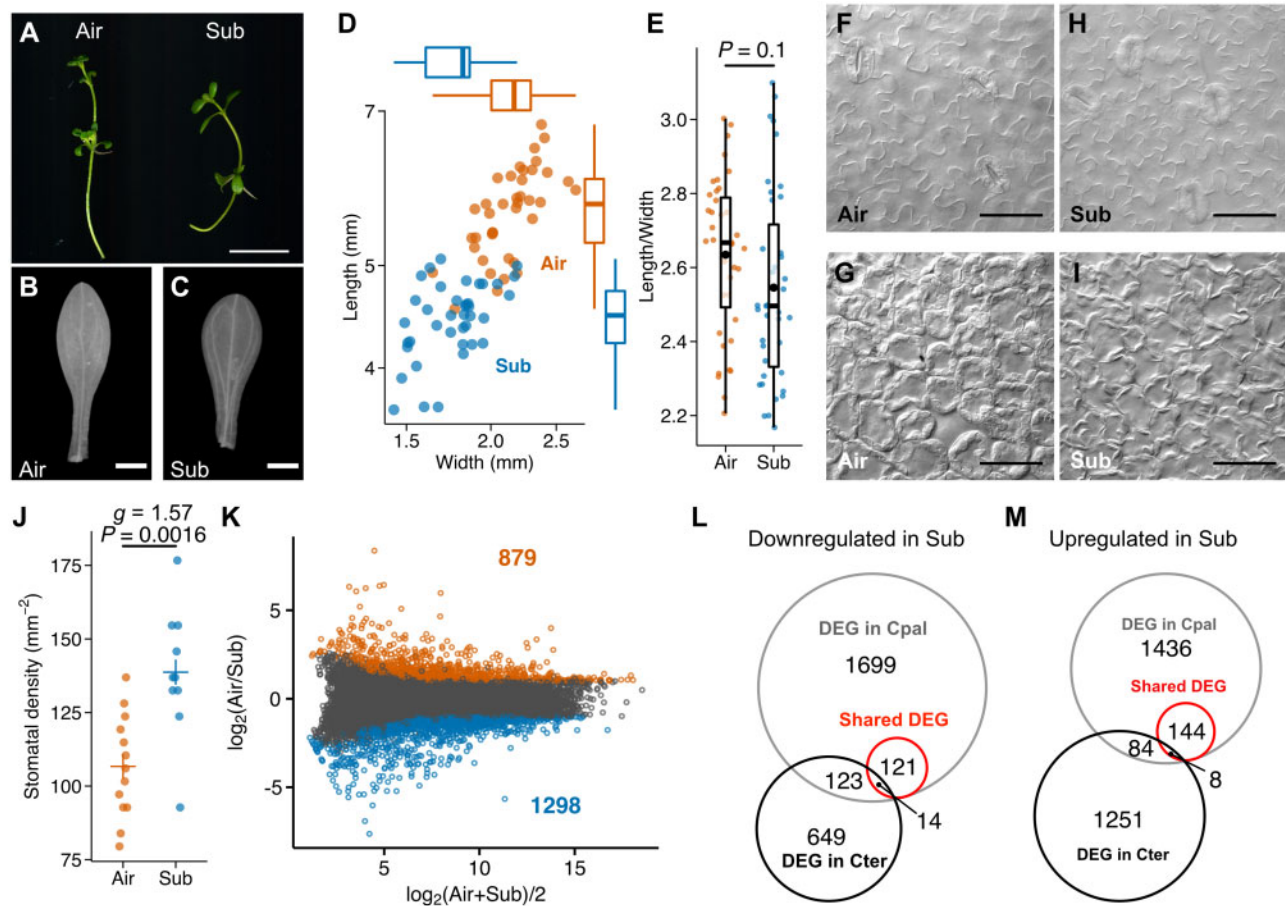 A
Air
Sub
B
Air
C
Sub
D
7
5
4
Length (mm)
Air
Sub
1.5
2.0
2.0
Width (mm)
E
P = 0.1
3.0
2.8
2.6
2.4
2.2
Length/Width
Air
Sub
F
Air
H
Sub
G
Air
I
Sub
J
g = 1.57
P = 0.0016
175
150
125
100
75
Stomatal density (mm⁻²)
Air
Sub
K
879
5
0
-5
log₂(Air/Sub)
1298
5
10
15
log₂(Air+Sub)/2
L
Downregulated in Sub
DEG in Cpal
1699
Shared DEG
121
123
14
649
DEG in Cter
M
Upregulated in Sub
DEG in Cpal
1436
Shared DEG
144
84
8
1251
DEG in Cter